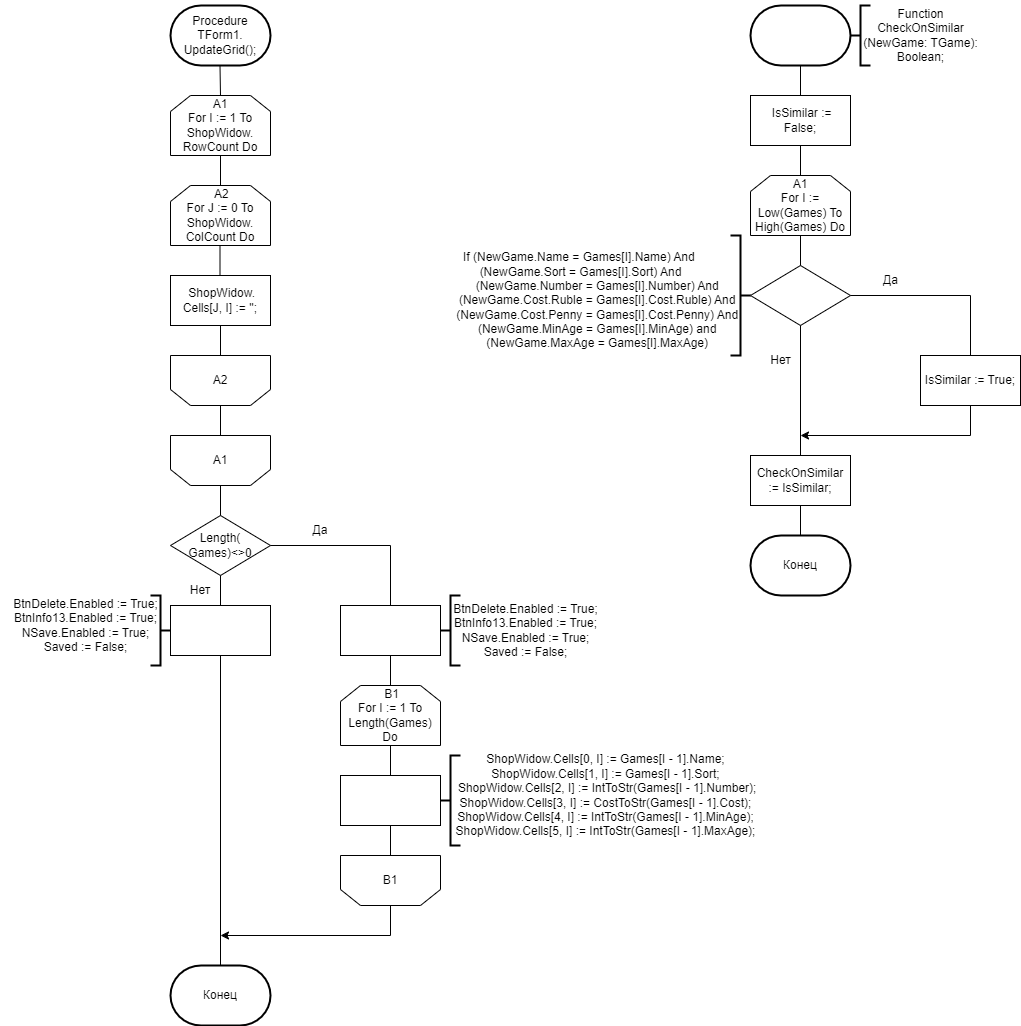 Procedure
TForm1.
UpdateGrid();
A1
For I := 1 To
ShopWidow.
RowCount Do
A2
For J := 0 To
ShopWidow.
ColCount Do
ShopWidow.
Cells[J, I] := '';
A2
A1
Length(
Games)<>0
Да
Нет
BtnDelete.Enabled := True;
BtnInfo13.Enabled := True;
NSave.Enabled := True;
Saved := False;
BtnDelete.Enabled := True;
BtnInfo13.Enabled := True;
NSave.Enabled := True;
Saved := False;
B1
For I := 1 To
Length(Games)
Do
ShopWidow.Cells[0, I] := Games[I - 1].Name;
ShopWidow.Cells[1, I] := Games[I - 1].Sort;
ShopWidow.Cells[2, I] := IntToStr(Games[I - 1].Number);
ShopWidow.Cells[3, I] := CostToStr(Games[I - 1].Cost);
ShopWidow.Cells[4, I] := IntToStr(Games[I - 1].MinAge);
ShopWidow.Cells[5, I] := IntToStr(Games[I - 1].MaxAge);
B1
Конец
Function
CheckOnSimilar
(NewGame: TGame):
Boolean;
IsSimilar :=
False;
A1
For I :=
Low(Games) To
High(Games) Do
If (NewGame.Name = Games[I].Name) And
(NewGame.Sort = Games[I].Sort) And
(NewGame.Number = Games[I].Number) And
(NewGame.Cost.Ruble = Games[I].Cost.Ruble) And
(NewGame.Cost.Penny = Games[I].Cost.Penny) And
(NewGame.MinAge = Games[I].MinAge) and
(NewGame.MaxAge = Games[I].MaxAge)
Да
Нет
IsSimilar := True;
CheckOnSimilar
:= IsSimilar;
Конец